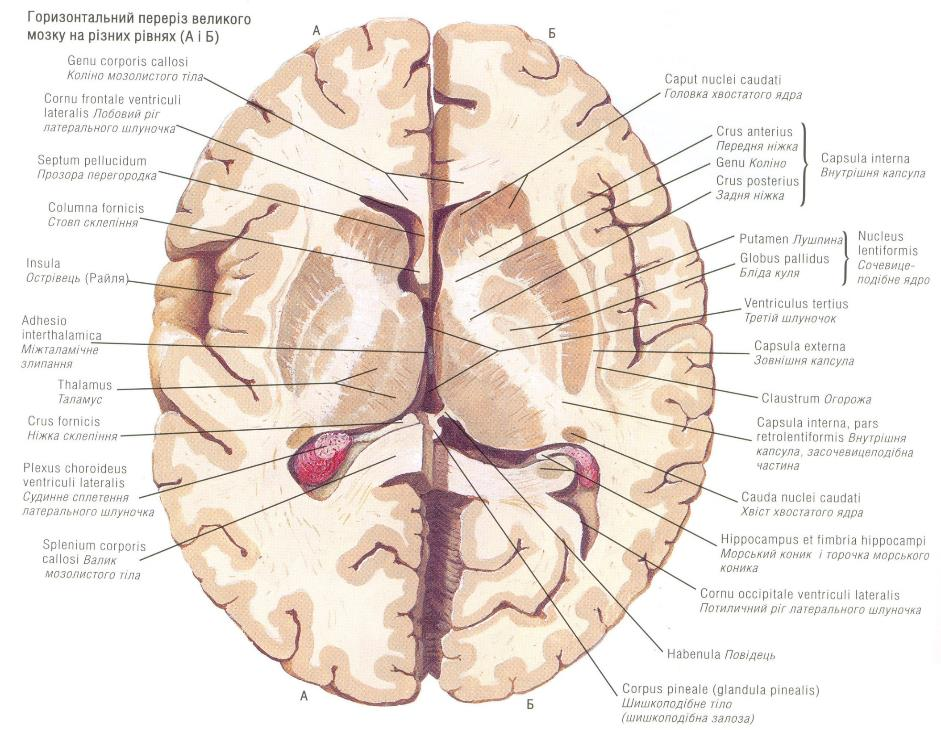 Горизонтальний переріз великого
мозку на різних рівнях (А і Б)
А
Б
Genu corporis callosi
Коліно мозолистого тіла
Cornu frontale ventriculi
lateralis Лобовий ріг
латерального шлуночка
Septum pellucidum
Прозора перегородка
Columna fornicis
Стовп склепіння
Insula
Острівець (Райля)
Adhesio
interthalamica
Міжталамічне
злипання
Thalamus
Таламус
Crus fornicis
Ніжка склепіння
Plexus choroideus
ventriculi lateralis
Судинне сплетення
латерального шлуночка
Splenium corporis
callosi Валик
мозолистого тіла
Caput nuclei caudati
Головка хвостатого ядра
Crus anterius
Передня ніжка
Genu Коліно
Crus posterius
Задня ніжка
Capsula interna
Внутрішня капсула
Putamen Лушпина
Globus pallidus
Бліда куля
Nucleus
lentiformis
Сочевице-
подібне ядро
Ventriculus tertius
Третій шлуночок
Capsula externa
Зовнішня капсула
Claustrum Огорожа
Capsula interna, pars
retrolentiformis Внутрішня
капсула, засочевицеподібна
частина
Cauda nuclei caudati
Хвіст хвостатого ядра
Hippocampus et fimbria hippocampi
Морський коник і торочка морського
коника
Cornu occipitale ventriculi lateralis
Потиличний ріг латерального шлуночка
Habenula Повідець
Corpus pineale (glandula pinealis)
Шишкоподібне тіло
(шишкоподібна залоза)
А
Б